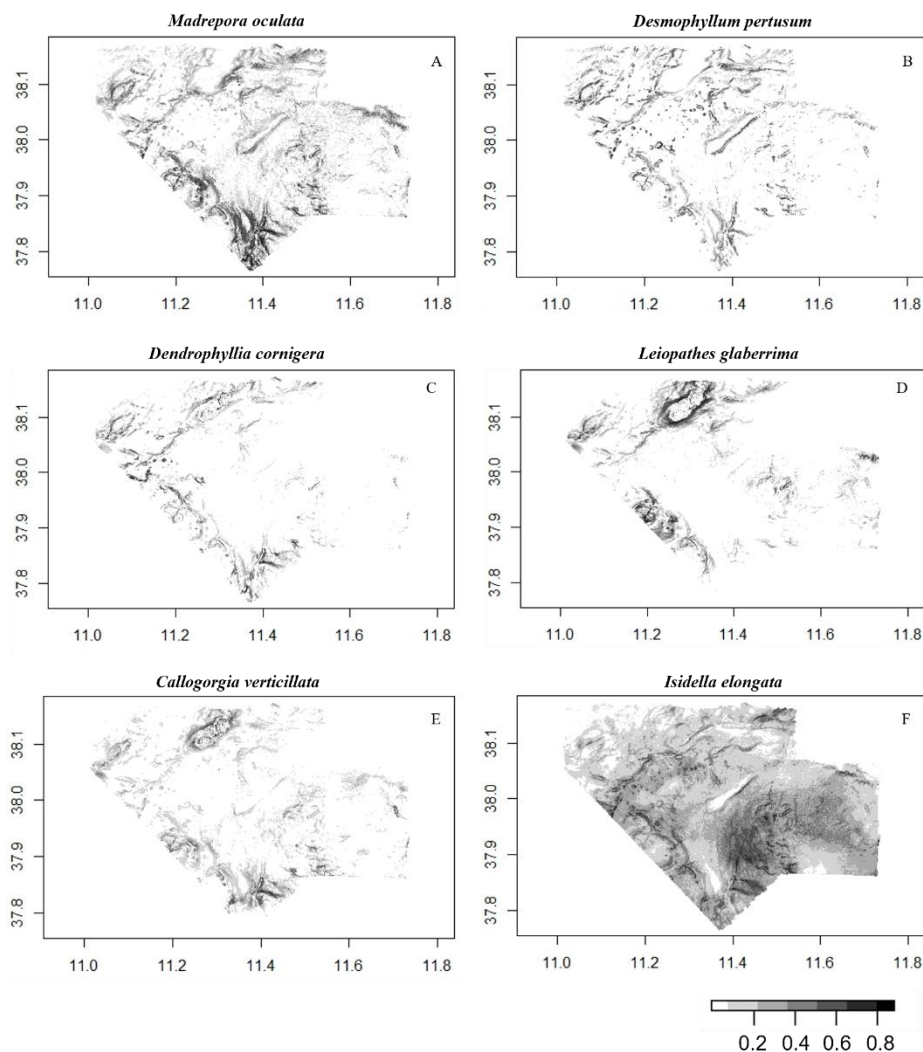 Madrepora oculata
A
38.1
38.0
37.9
37.8
11.0 11.2 11.4 11.6 11.8
Desmophyllum pertusum
B
38.1
38.0
37.9
37.8
11.0 11.2 11.4 11.6 11.8
Dendrophyllia cornigera
C
38.1
38.0
37.9
37.8
11.0 11.2 11.4 11.6 11.8
Leiopathes glaberrima
D
38.1
38.0
37.9
37.8
11.0 11.2 11.4 11.6 11.8
Callogorgia verticillata
E
38.1
38.0
37.9
37.8
11.0 11.2 11.4 11.6 11.8
Isidella elongata
F
38.1
38.0
37.9
37.8
11.0 11.2 11.4 11.6 11.8
0.2 0.4 0.6 0.8